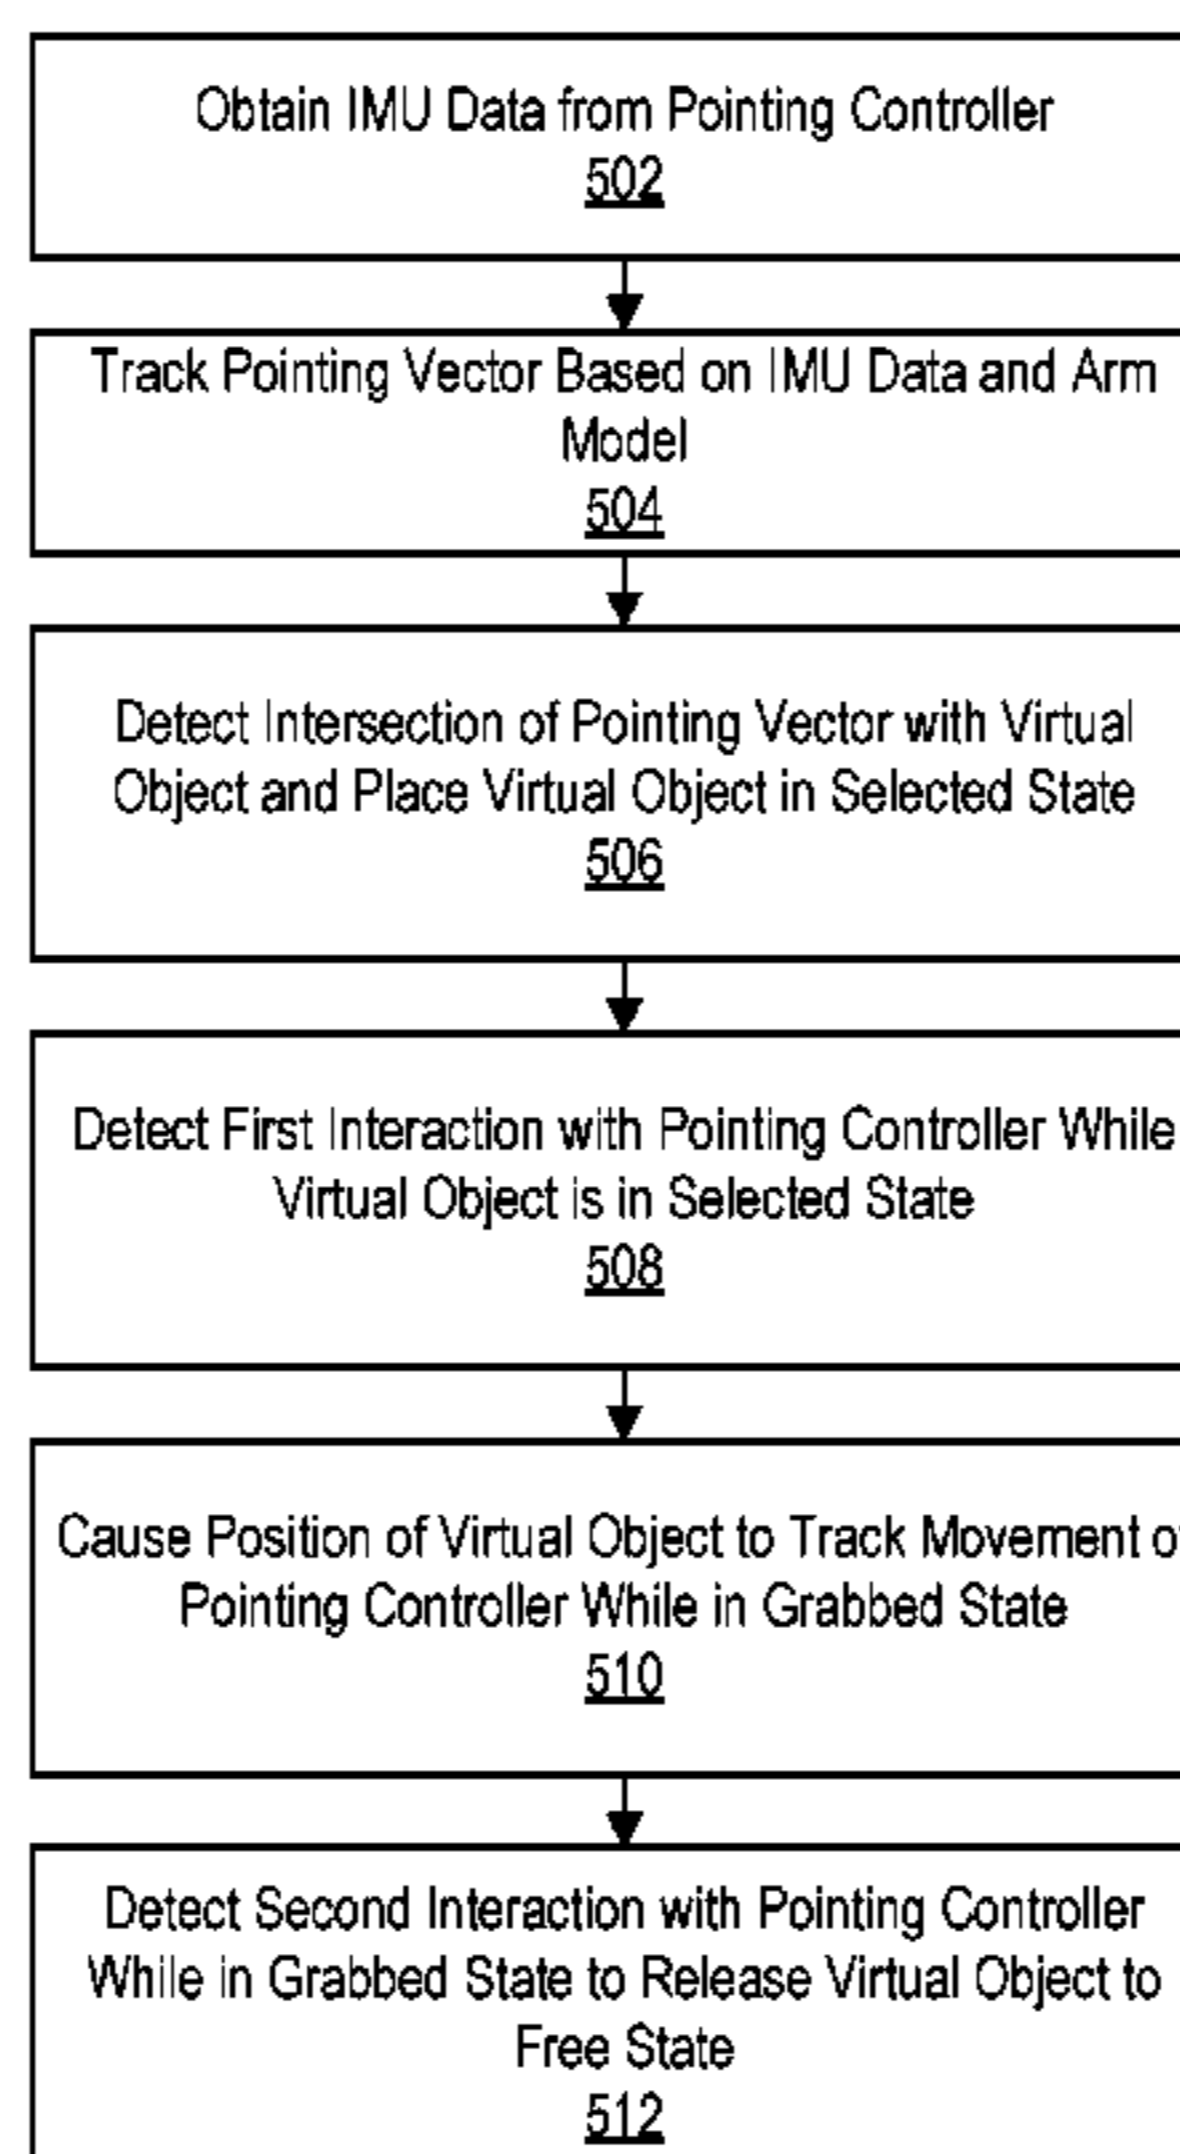 Obtain IMU Data from Pointing Controller
502
Track Pointing Vector Based on IMU Data and Arm
Model
504
Detect Intersection of Pointing Vector with Virtual
Object and Place Virtual Object in Selected State
506
Detect First Interaction with Pointing Controller While
Virtual Object is in Selected State
508
Cause Position of Virtual Object to Track Movement of
Pointing Controller While in Grabbed State
510
Detect Second Interaction with Pointing Controller
While in Grabbed State to Release Virtual Object to
Free State
512